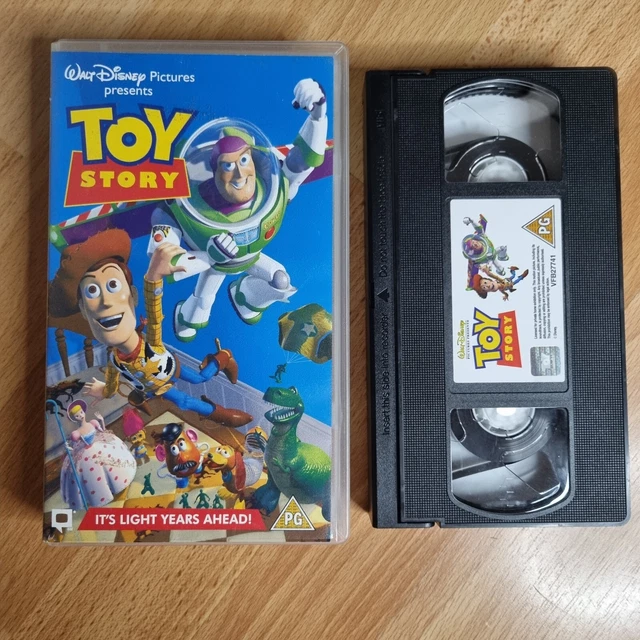 WALT DISNEY Pictures
presents
TOY
STORY
IT'S LIGHT YEARS AHEAD!
PG
Insert this side into recorder
WALT DISNEY
TOY
STORY
PG
VFB27741